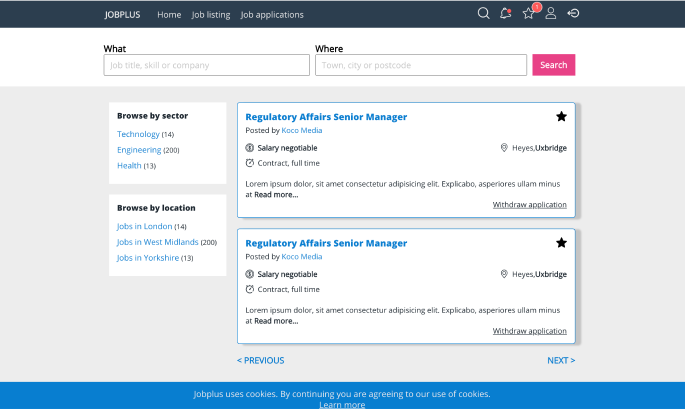 JOBPLUS Home Job listing Job applications 1
What Where
Job title, skill or company Town, city or postcode Search
Browse by sector
Technology (14)
Engineering (200)
Health (13)
Browse by location
Jobs in London (14)
Jobs in West Midlands (200)
Jobs in Yorkshire (13)
Regulatory Affairs Senior Manager
Posted by Koco Media
Salary negotiable Heyes,Uxbridge
Contract, full time
Lorem ipsum dolor, sit amet consectetur adipisicing elit. Explicabo, asperiores ullam minus
at Read more...
Withdraw application
Regulatory Affairs Senior Manager
Posted by Koco Media
Salary negotiable Heyes,Uxbridge
Contract, full time
Lorem ipsum dolor, sit amet consectetur adipisicing elit. Explicabo, asperiores ullam minus
at Read more...
Withdraw application
< PREVIOUS NEXT >
Jobplus uses cookies. By continuing you are agreeing to our use of cookies.
Learn more